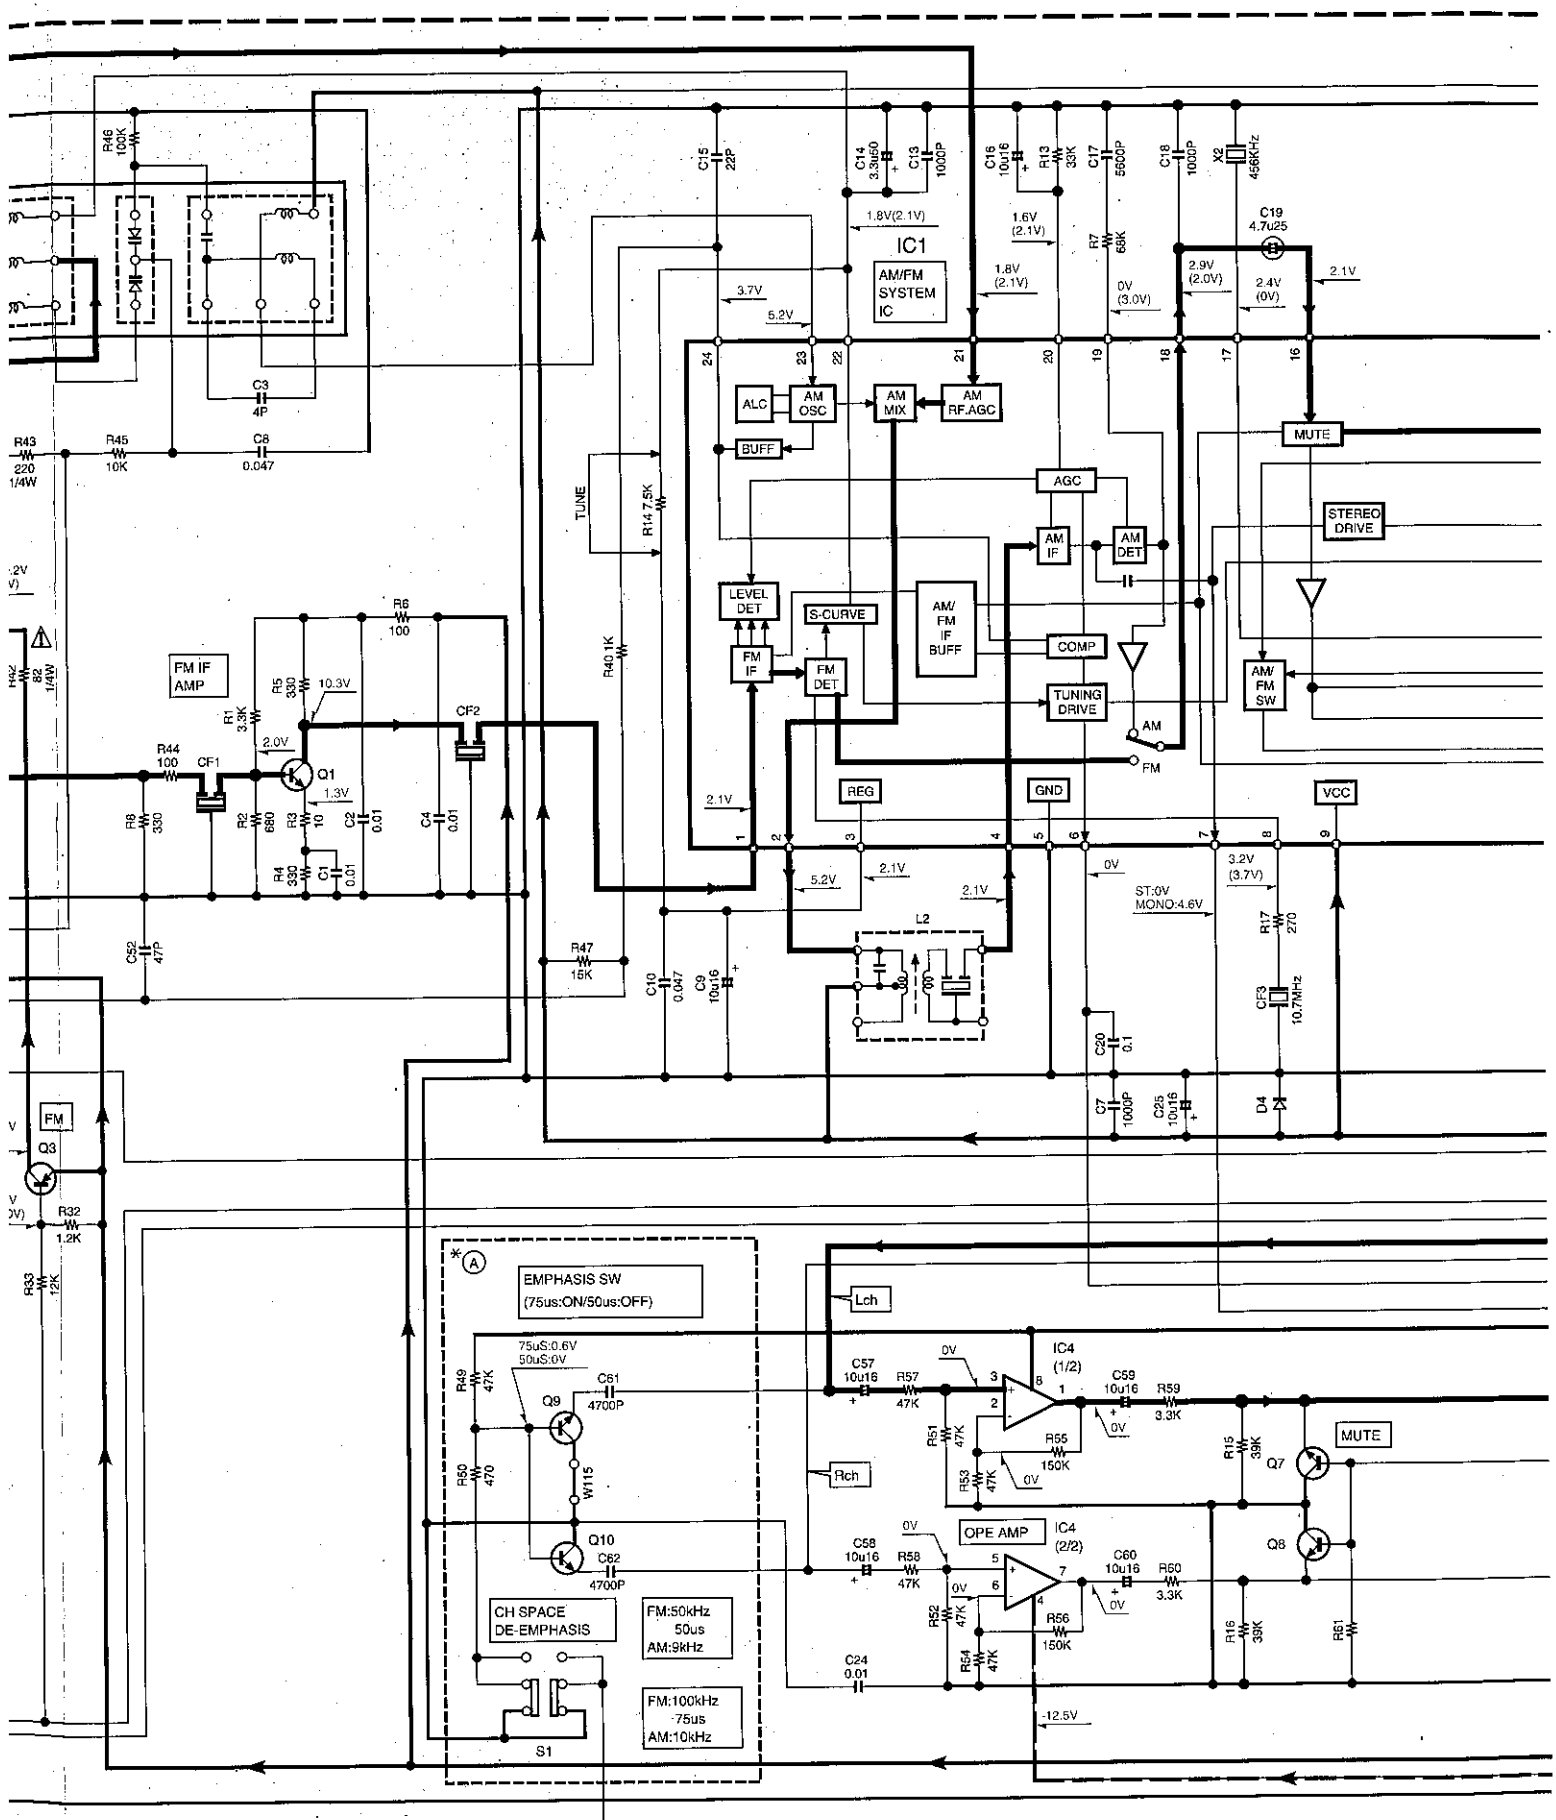 R46
100K
C15
22P
C14
3.3u50
C13
1000P
C16
10u16
R13
33K
C17
5600P
C18
1000P
X2
456KHz
C19
4.7u25
1.8V(2.1V)
IC1
AM/FM
SYSTEM
IC
1.6V
(2.1V)
R7
68K
1.8V
(2.1V)
0V
(3.0V)
2.9V
(2.0V)
2.4V
(0V)
2.1V
3.7V
5.2V
24
23
22
21
20
19
18
17
16
C3
4P
R43
220
1/4W
R45
10K
C8
0.047
ALC
AM
OSC
AM
MIX
AM
RF.AGC
BUFF
MUTE
TUNE
R14 7.5K
AGC
AM
IF
AM
DET
STEREO
DRIVE
LEVEL
DET
S-CURVE
AM/
FM
IF
BUFF
COMP
FM
IF
FM
DET
TUNING
DRIVE
AM/
FM
SW
AM
FM
R6
100
R40 1K
.2V
V)
R42
82
1/4W
FM IF
AMP
R5
330
10.3V
R1
3.3K
2.0V
CF2
R44
100
CF1
Q1
1.3V
R8
330
R2
680
R3
10
C2
0.01
C4
0.01
R4
330
C1
0.01
REG
GND
VCC
2.1V
1
2
3
4
5
6
7
8
9
5.2V
2.1V
2.1V
0V
3.2V
(3.7V)
ST:0V
MONO:4.6V
L2
R17
270
C52
47P
R47
15K
C10
0.047
C9
10u16
+
CF3
10.7MHz
C20
0.1
C7
1000P
C25
10u16
+
D4
V
FM
Q3
V
0V)
R32
1.2K
R33
12K
* A
EMPHASIS SW
(75us:ON/50us:OFF)
Lch
75uS:0.6V
50uS:0V
R49
47K
C61
4700P
Q9
R50
470
W115
Q10
C62
4700P
C57
10u16
+
R57
47K
0V
3
2
8
1
IC4
(1/2)
C59
10u16
+
0V
R59
3.3K
R51
47K
R55
150K
R53
47K
0V
R15
39K
Q7
MUTE
Rch
OPE AMP
IC4
(2/2)
Q8
0V
C58
10u16
+
R58
47K
5
6
7
4
0V
C60
10u16
+
0V
R60
3.3K
R52
47K
R56
150K
R54
47K
R16
39K
R61
CH SPACE
DE-EMPHASIS
FM:50kHz
50us
AM:9kHz
C24
0.01
FM:100kHz
75us
AM:10kHz
-12.5V
S1